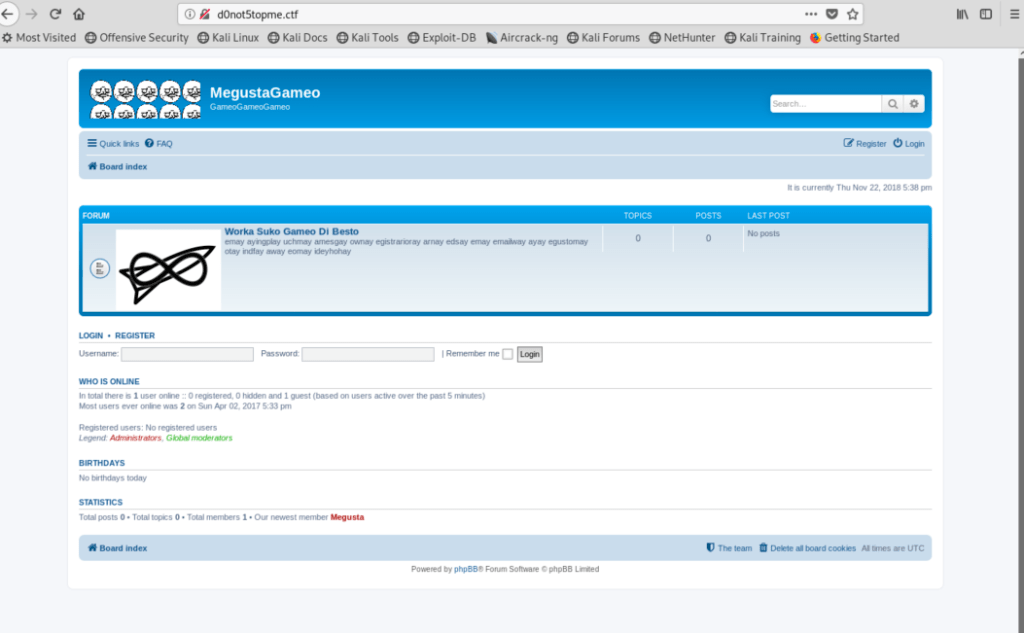 d0not5topme.ctf
Most Visited Offensive Security Kali Linux Kali Docs Kali Tools Exploit-DB Aircrack-ng Kali Forums NetHunter Kali Training Getting Started
MegustaGameo
GameoGameoGameo
Search...
Quick links FAQ Register Login
Board index
It is currently Thu Nov 22, 2018 5:38 pm
FORUM TOPICS POSTS LAST POST
Worka Suko Gameo Di Besto
emay ayingplay uchmay amesgay ownay egistrarioray array edsay emay emailway ayay egustomay
otay indfay away eomay ideyhohay
0 0 No posts
LOGIN • REGISTER
Username: Password: | Remember me Login
WHO IS ONLINE
In total there is 1 user online :: 0 registered, 0 hidden and 1 guest (based on users active over the past 5 minutes)
Most users ever online was 2 on Sun Apr 02, 2017 5:33 pm
Registered users: No registered users
Legend: Administrators, Global moderators
BIRTHDAYS
No birthdays today
STATISTICS
Total posts 0 • Total topics 0 • Total members 1 • Our newest member Megusta
Board index The team Delete all board cookies All times are UTC
Powered by phpBB® Forum Software © phpBB Limited